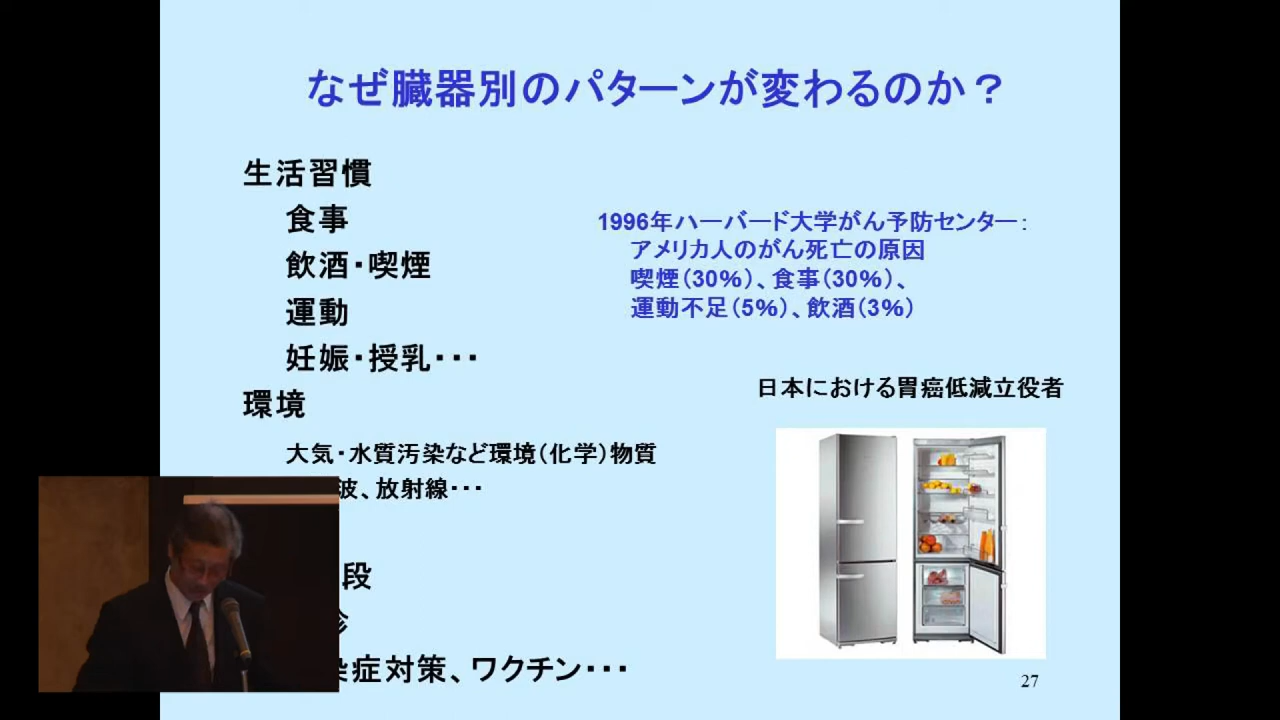 なぜ臓器別のパターンが変わるのか？
生活習慣
食事
飲酒・喫煙
運動
妊娠・授乳・・・
環境
大気・水質汚染など環境（化学）物質
波、放射線・・・
段
症対策、ワクチン・・・
1996年ハーバード大学がん予防センター：
アメリカ人のがん死亡の原因
喫煙（30%）、食事（30%）、
運動不足（5%）、飲酒（3%）
日本における胃癌低減立役者
27